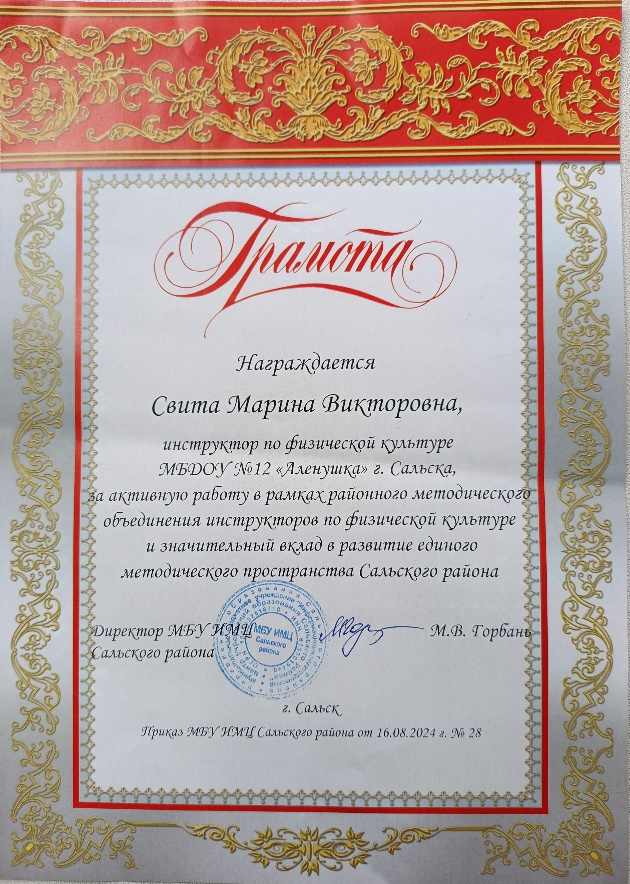 Грамота
Награждается
Свита Марина Викторовна,
инструктор по физической культуре
МБДОУ №12 «Аленушка» г. Сальска,
за активную работу в рамках районного методического
объединения инструкторов по физической культуре
и значительный вклад в развитие единого
методического пространства Сальского района
Директор МБУ ИМЦ
Сальского района
М.В. Горбань
МБУ ИМЦ
Сальского
района
г. Сальск
Приказ МБУ ИМЦ Сальского района от 16.08.2024 г. № 28